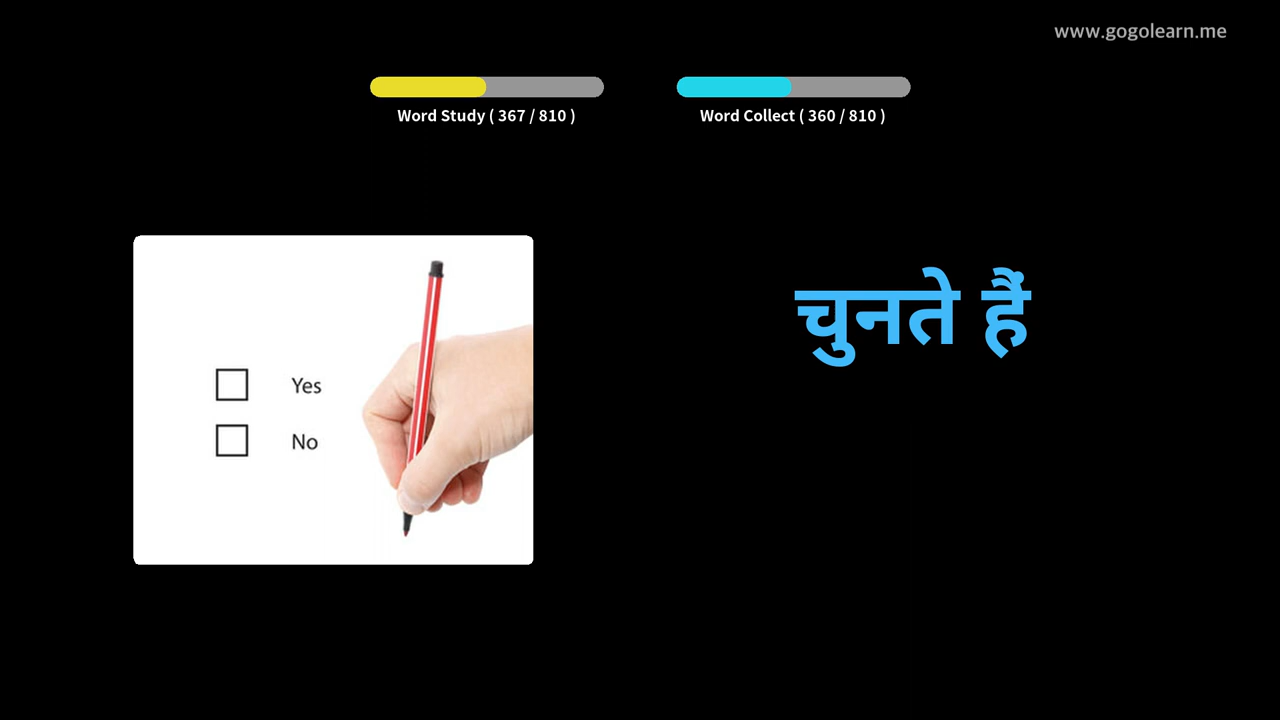 www.gogolearn.me
Word Study ( 367 / 810 )
Word Collect ( 360 / 810 )
चुनते हैं
Yes
No